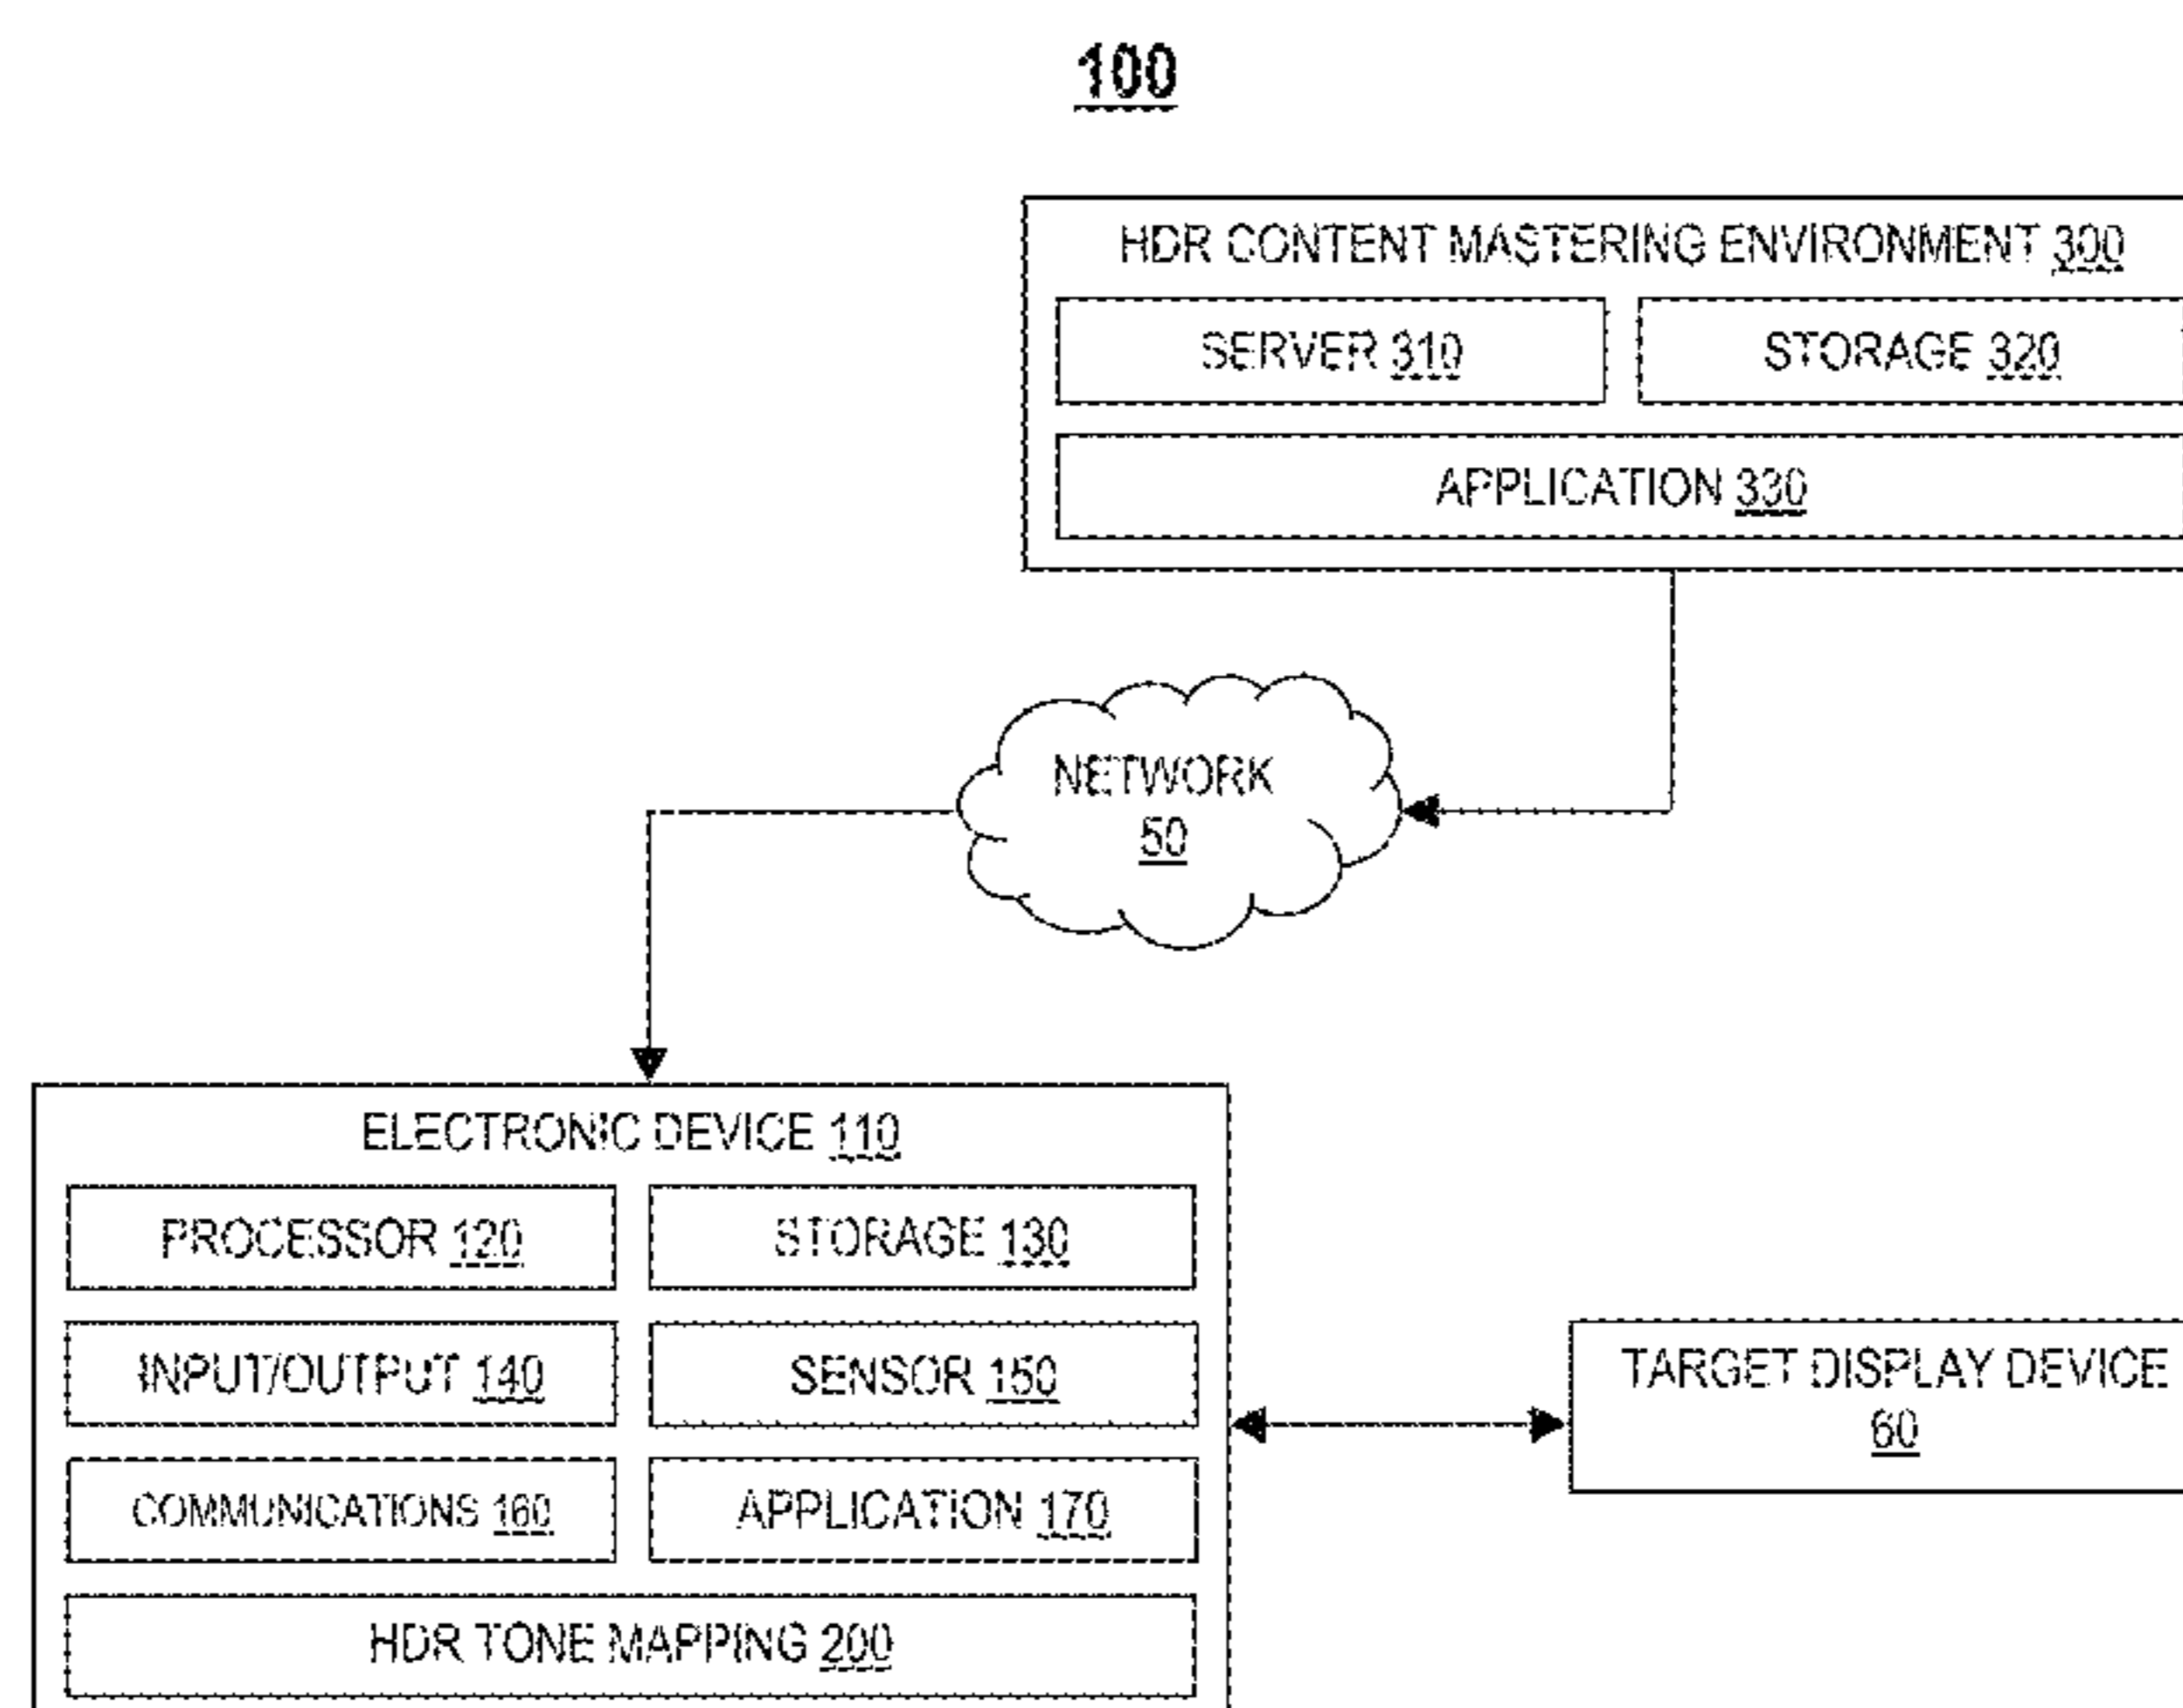 100
HDR CONTENT MASTERING ENVIRONMENT 300
SERVER 310
STORAGE 320
APPLICATION 330
NETWORK
50
ELECTRONIC DEVICE 110
PROCESSOR 120
STORAGE 130
INPUT/OUTPUT 140
SENSOR 150
COMMUNICATIONS 160
APPLICATION 170
HDR TONE MAPPING 200
TARGET DISPLAY DEVICE
60